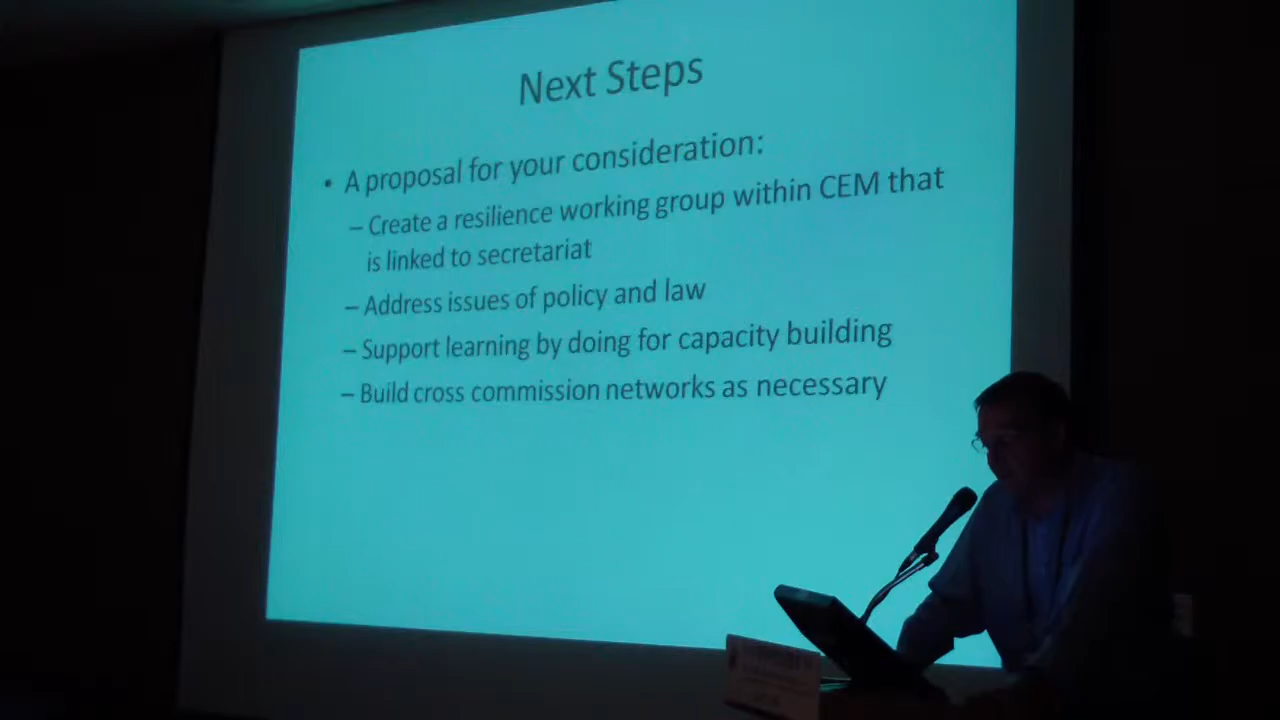 Next Steps
• A proposal for your consideration:
– Create a resilience working group within CEM that
is linked to secretariat
– Address issues of policy and law
– Support learning by doing for capacity building
– Build cross commission networks as necessary